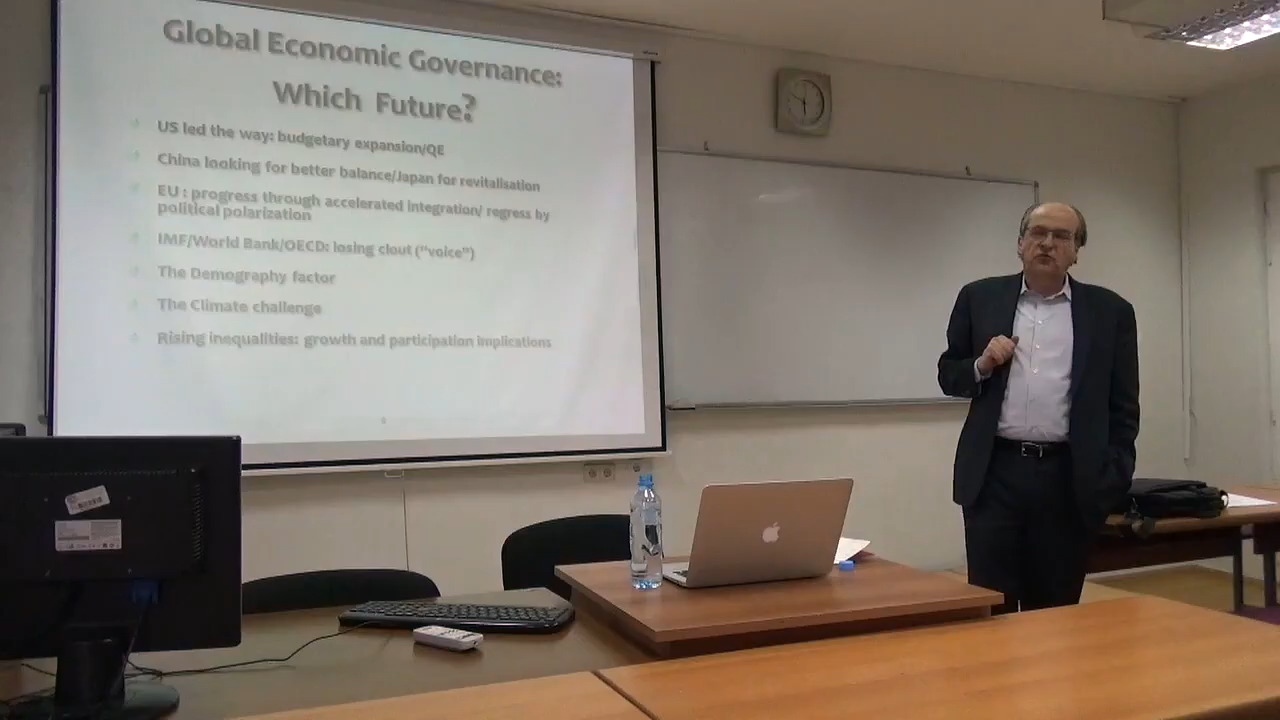 Global Economic Governance:
Which Future?
US led the way: budgetary expansion/QE
China looking for better balance/Japan for revitalisation
EU : progress through accelerated integration/ regress by
political polarization
IMF/World Bank/OECD: losing clout ("voice")
The Demography factor
The Climate challenge
Rising inequalities: growth and participation implications